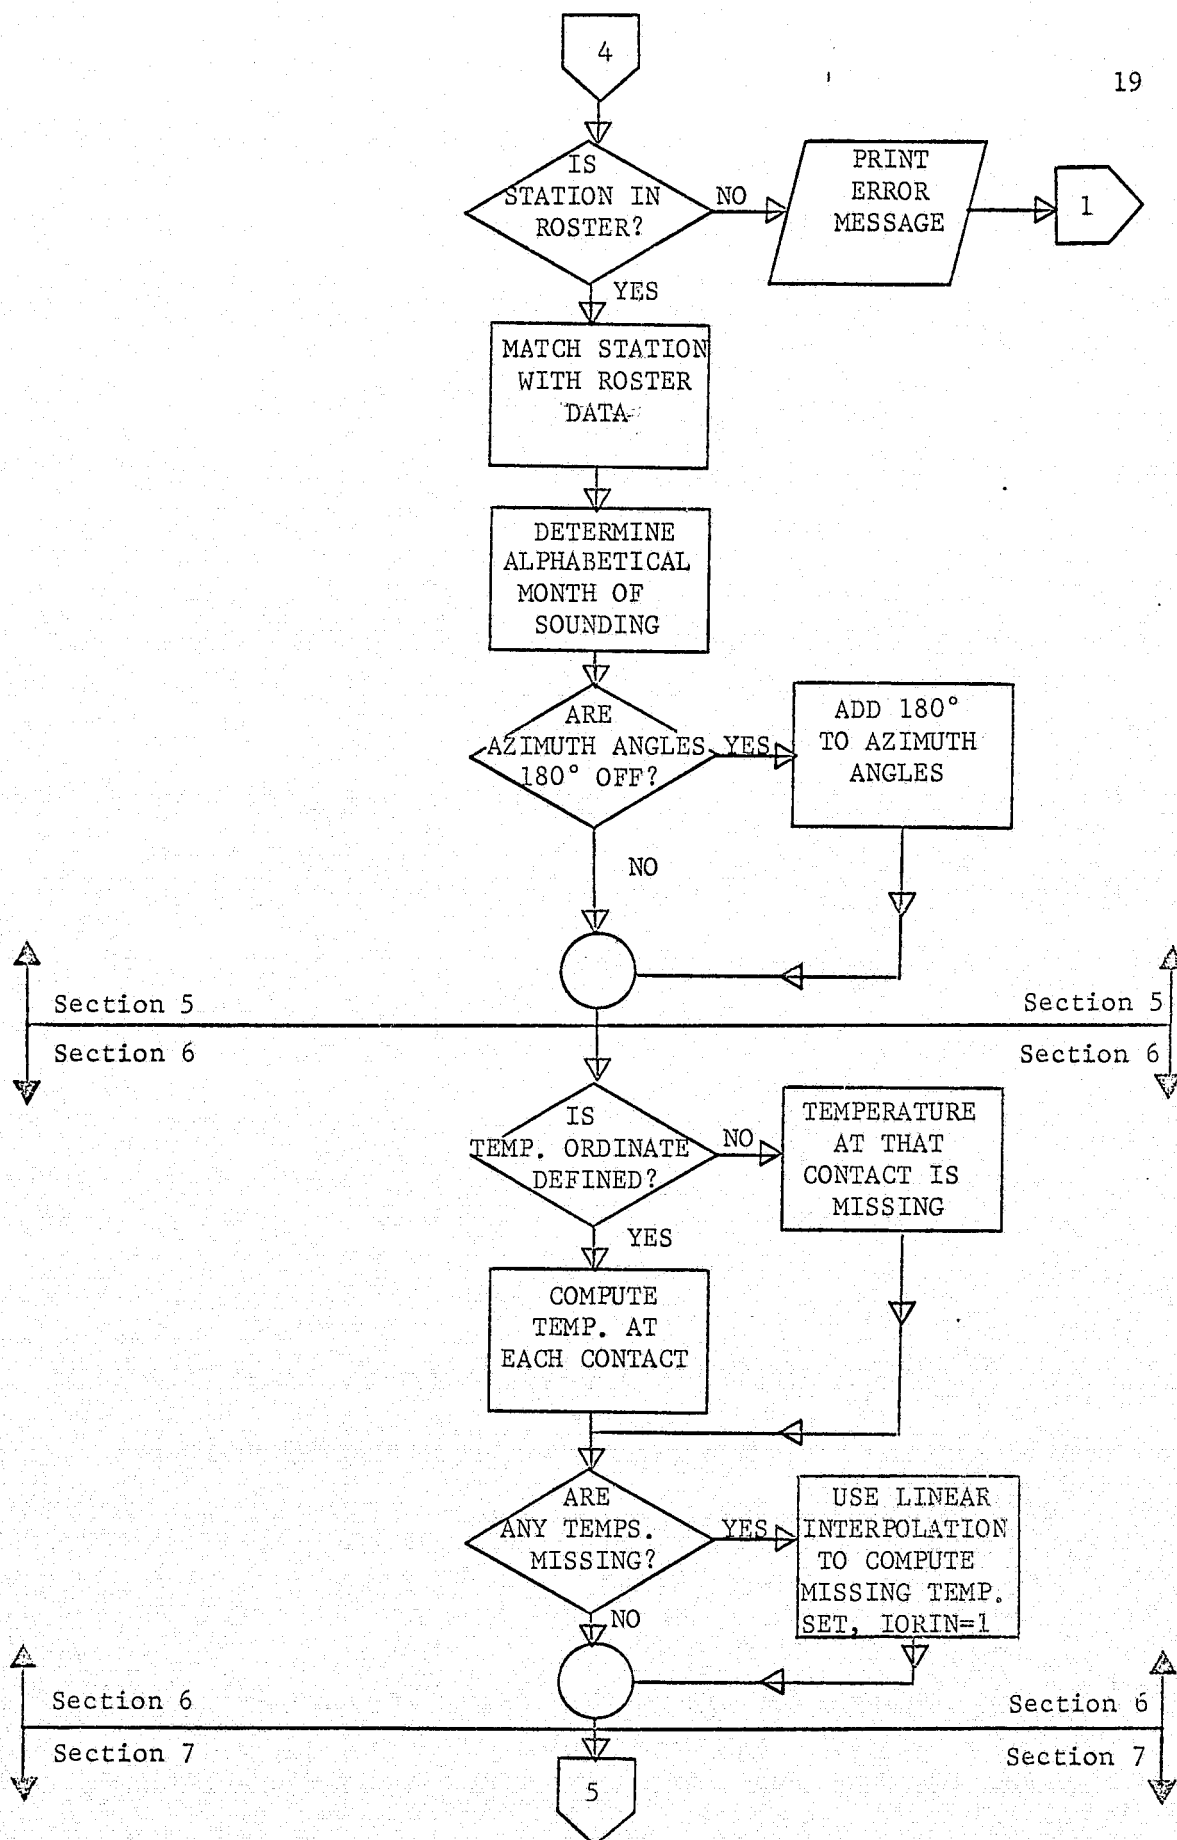 4
19
IS
STATION IN
ROSTER?
NO
PRINT
ERROR
MESSAGE
1
YES
MATCH STATION
WITH ROSTER
DATA
DETERMINE
ALPHABETICAL
MONTH OF
SOUNDING
ARE
AZIMUTH ANGLES
180° OFF?
YES
ADD 180°
TO AZIMUTH
ANGLES
NO
Section 5
Section 5
Section 6
Section 6
IS
TEMP. ORDINATE
DEFINED?
NO
TEMPERATURE
AT THAT
CONTACT IS
MISSING
YES
COMPUTE
TEMP. AT
EACH CONTACT
ARE
ANY TEMPS.
MISSING?
YES
USE LINEAR
INTERPOLATION
TO COMPUTE
MISSING TEMP.
SET, IORIN=1
NO
Section 6
Section 6
Section 7
Section 7
5